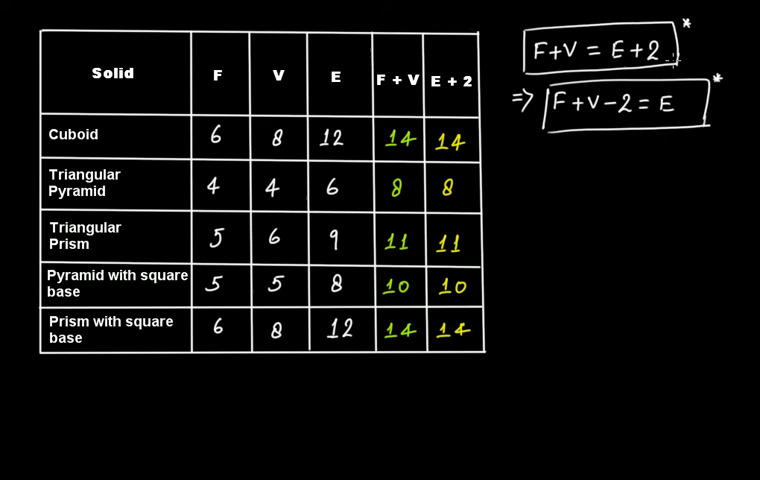 Solid F V E F + V E + 2
Cuboid 6 8 12 14 14
Triangular
Pyramid 4 4 6 8 8
Triangular
Prism 5 6 9 11 11
Pyramid with square
base 5 5 8 10 10
Prism with square
base 6 8 12 14 14
F+V = E+2 *
⇒ F+V-2 = E *